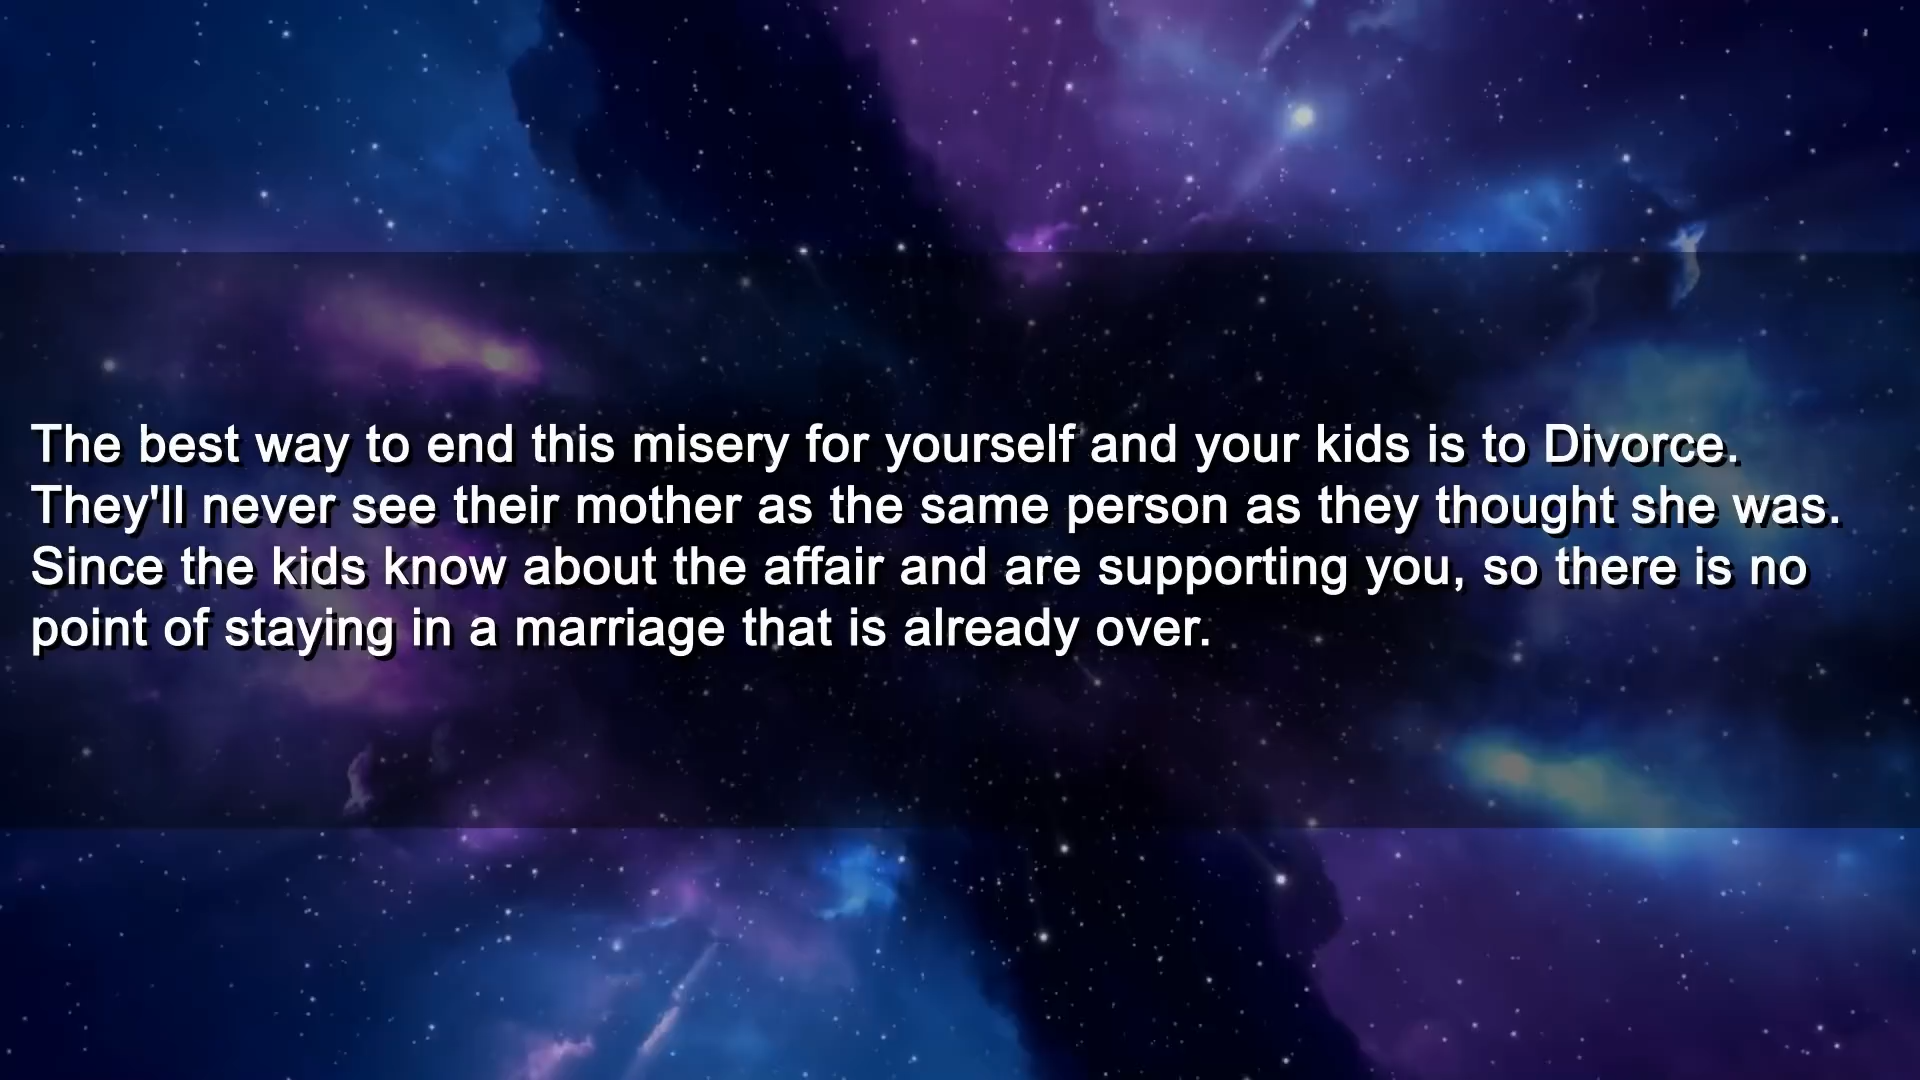 The best way to end this misery for yourself and your kids is to Divorce.
They'll never see their mother as the same person as they thought she was.
Since the kids know about the affair and are supporting you, so there is no
point of staying in a marriage that is already over.